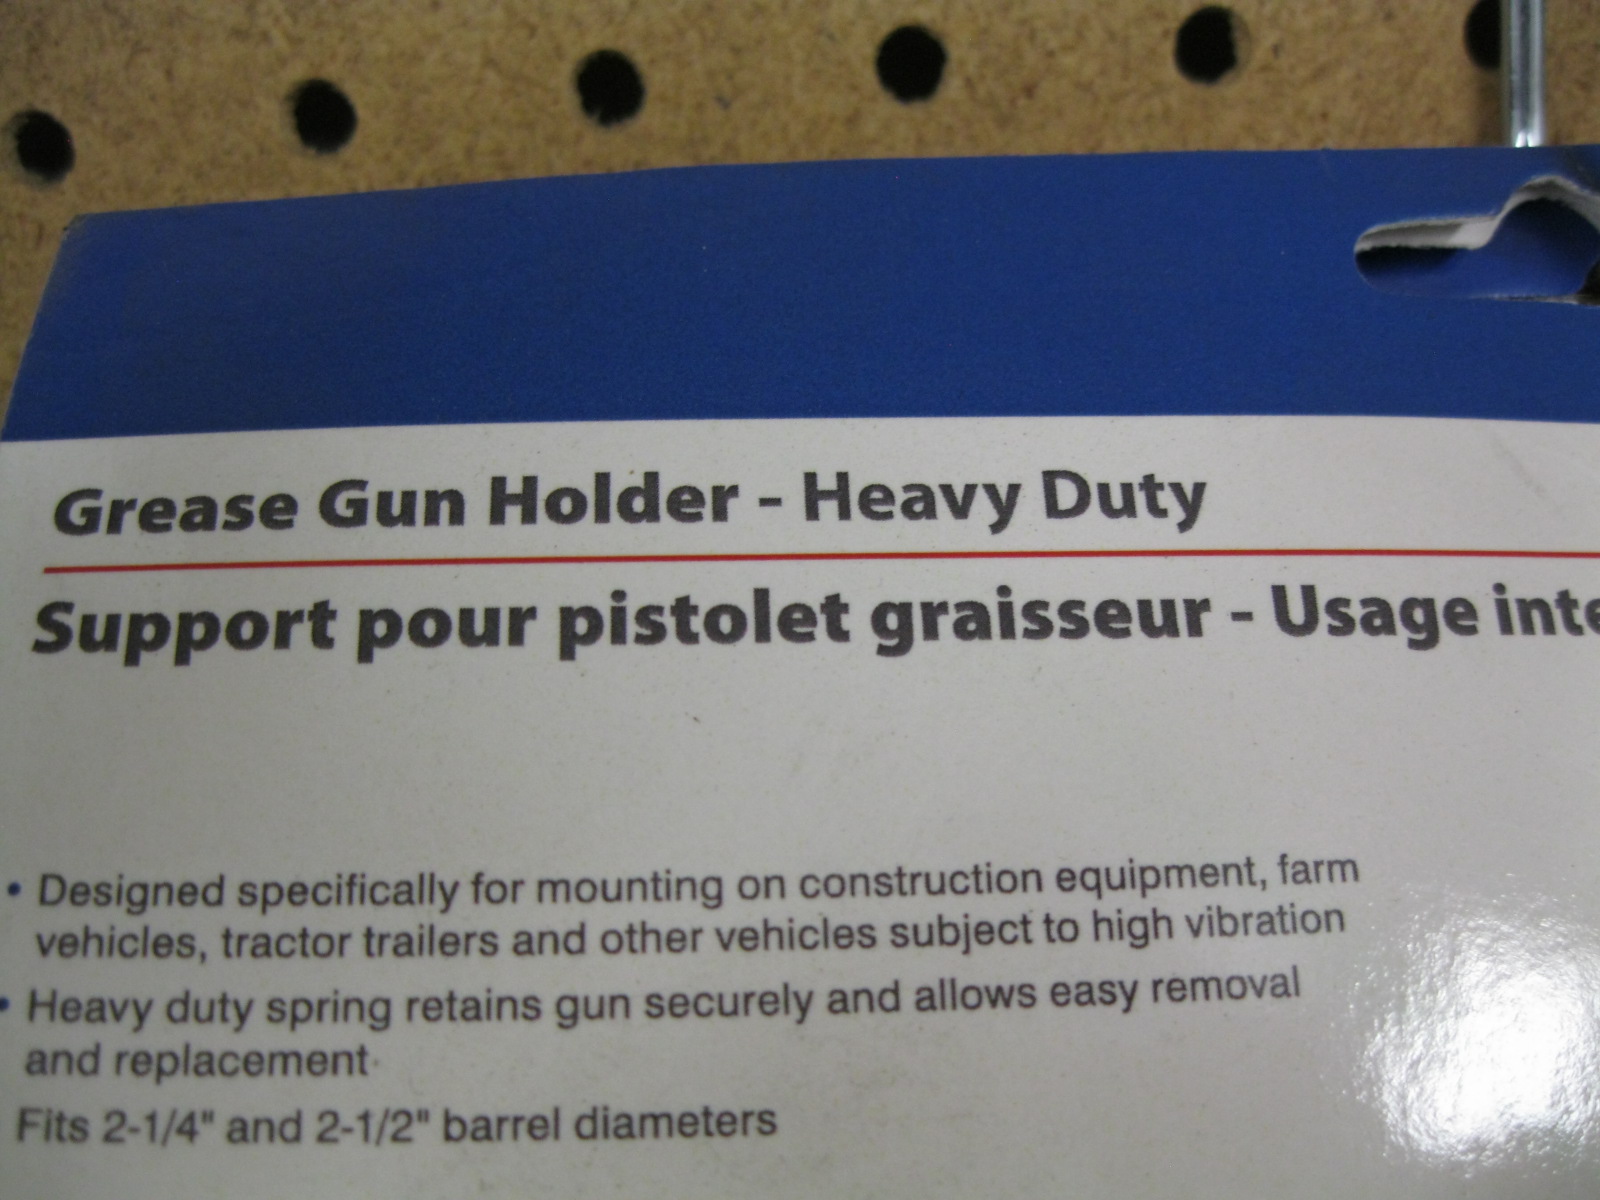 Grease Gun Holder - Heavy Duty
Support pour pistolet graisseur - Usage inte
• Designed specifically for mounting on construction equipment, farm
vehicles, tractor trailers and other vehicles subject to high vibration
• Heavy duty spring retains gun securely and allows easy removal
and replacement
Fits 2-1/4" and 2-1/2" barrel diameters